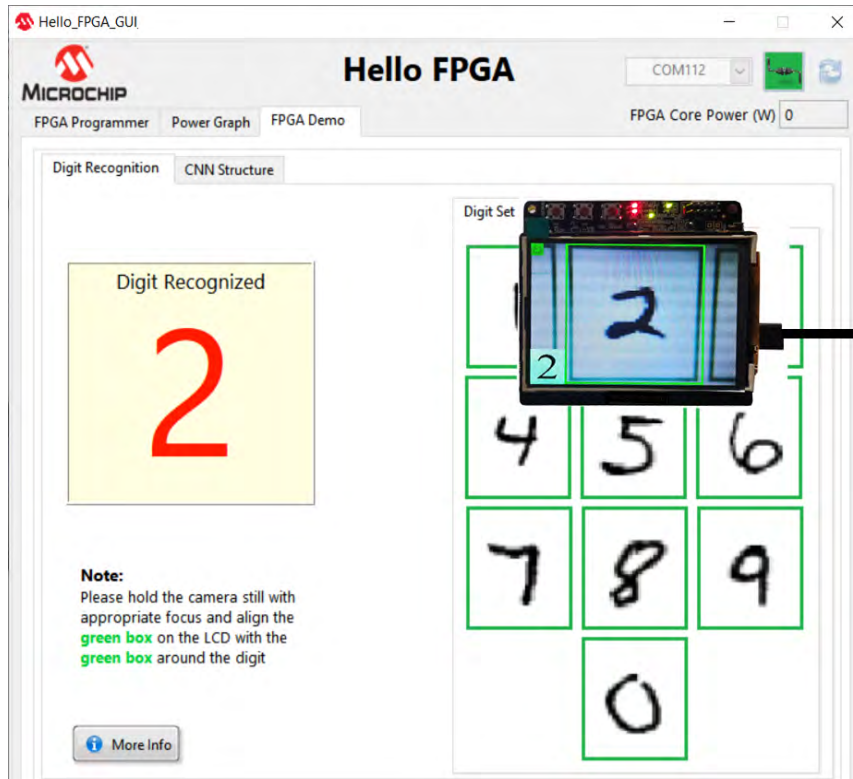 Hello_FPGA_GUI
MICROCHIP
Hello FPGA
COM112
FPGA Programmer
Power Graph
FPGA Demo
FPGA Core Power (W) 0
Digit Recognition
CNN Structure
Digit Set
Digit Recognized
2
2
2
4 5 6
7 8 9
0
Note:
Please hold the camera still with
appropriate focus and align the
green box on the LCD with the
green box around the digit
More Info